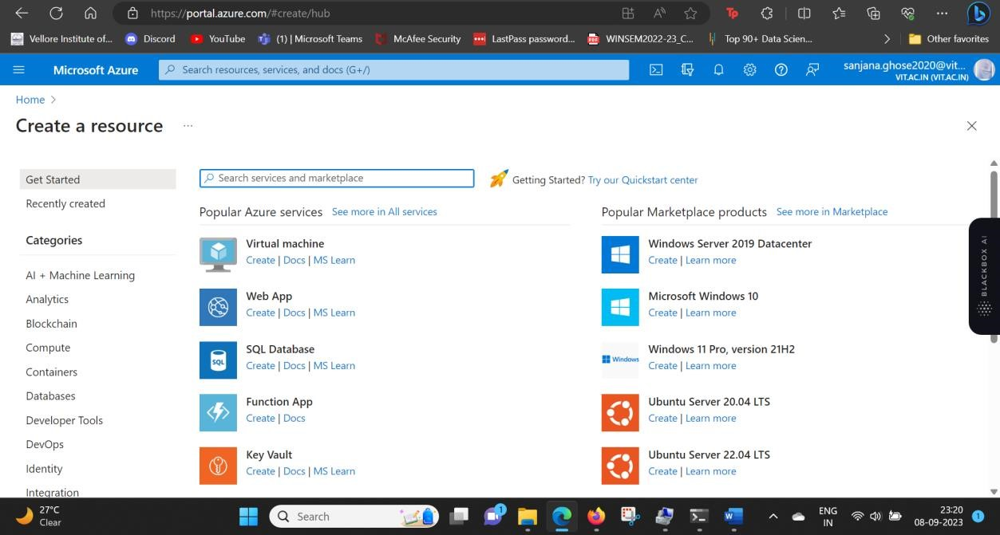 https://portal.azure.com/#create/hub
Vellore Institute of... Discord YouTube (1) | Microsoft Teams McAfee Security LastPass password... WINSEM2022-23_C... Top 90+ Data Scien... Other favorites
Microsoft Azure
Search resources, services, and docs (G+/)
sanjana.ghose2020@vit...
VIT.AC.IN (VIT.AC.IN)
Home
Create a resource ...
Get Started
Recently created
Categories
AI + Machine Learning
Analytics
Blockchain
Compute
Containers
Databases
Developer Tools
DevOps
Identity
Integration
Search services and marketplace
Getting Started? Try our Quickstart center
Popular Azure services See more in All services
Virtual machine
Create | Docs | MS Learn
Web App
Create | Docs | MS Learn
SQL
SQL Database
Create | Docs | MS Learn
Function App
Create | Docs
Key Vault
Create | Docs | MS Learn
Popular Marketplace products See more in Marketplace
Windows Server 2019 Datacenter
Create | Learn more
Microsoft Windows 10
Create | Learn more
Windows
Windows 11 Pro, version 21H2
Create | Learn more
Ubuntu Server 20.04 LTS
Create | Learn more
Ubuntu Server 22.04 LTS
Create | Learn more
BLACKBOX AI
27°C
Clear
Search
1
ENG
IN
23:20
08-09-2023
1